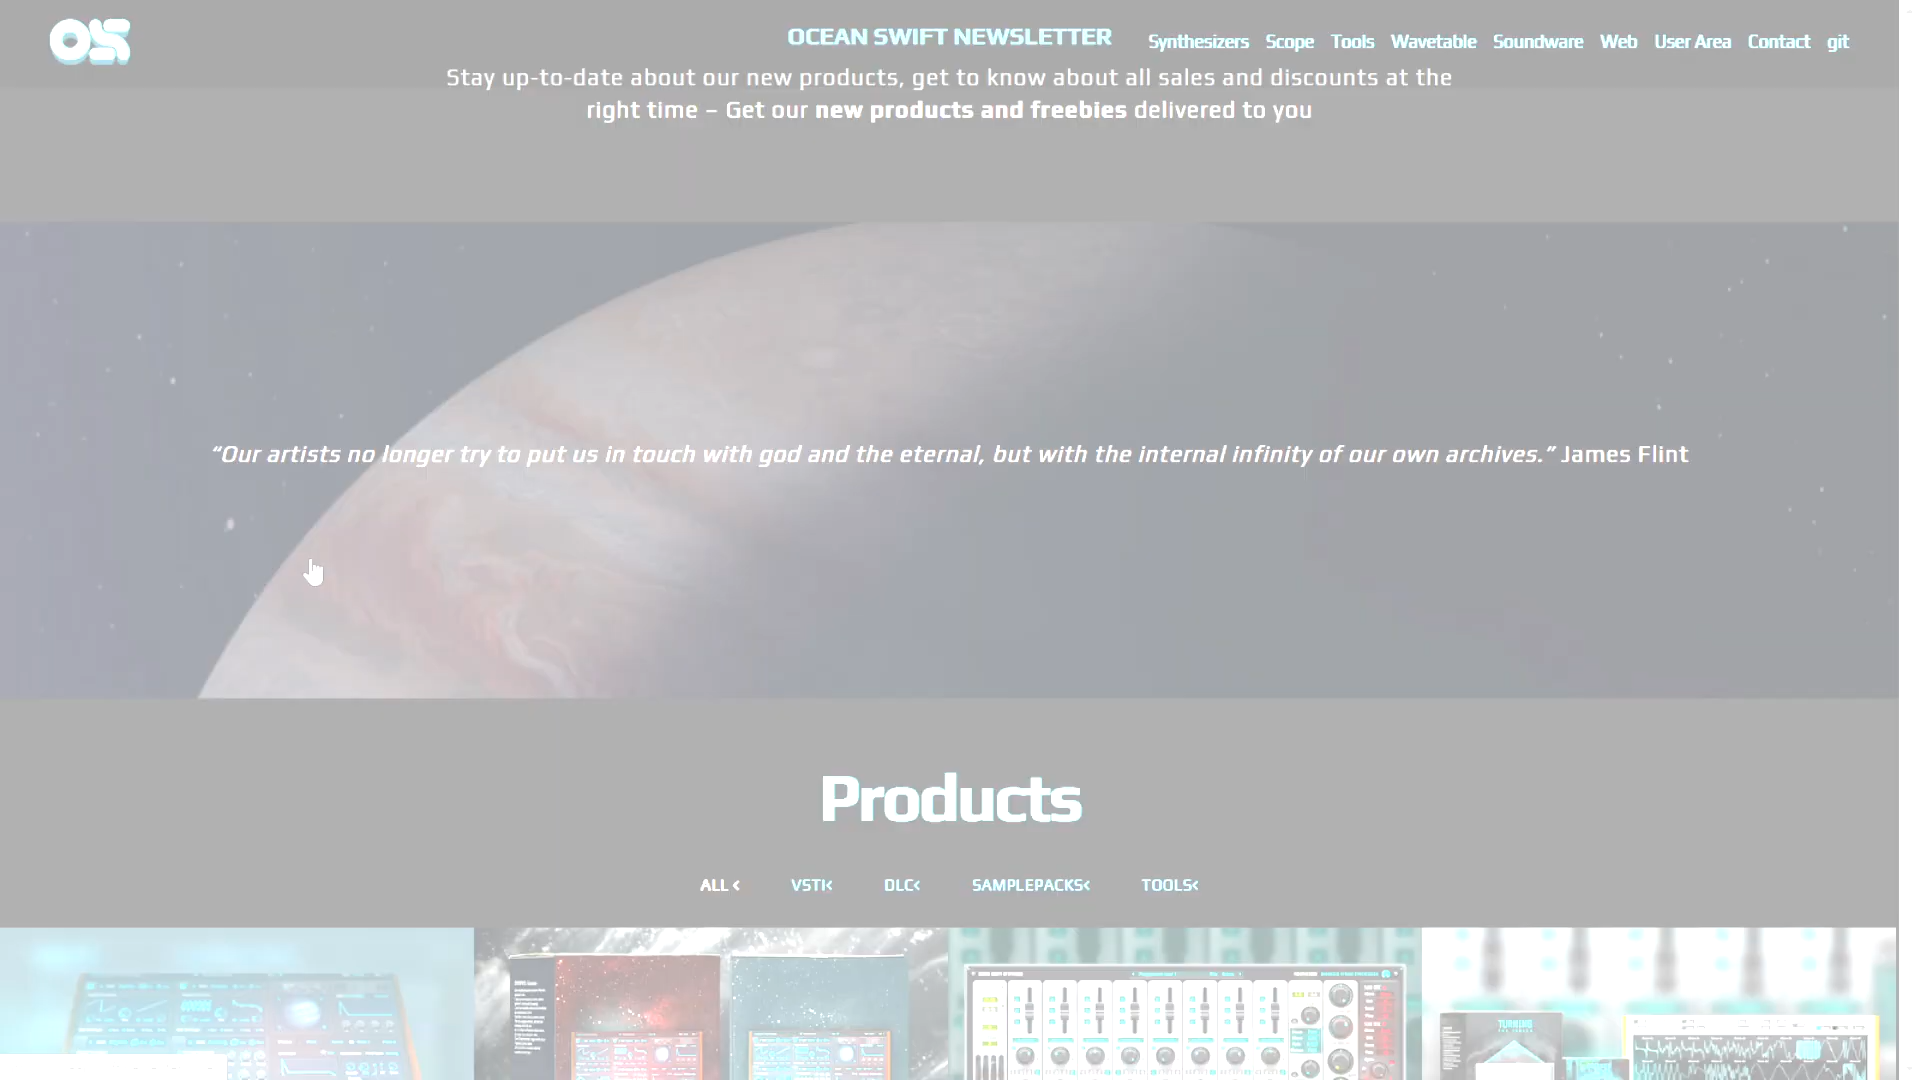 OS
OCEAN SWIFT NEWSLETTER
Synthesizers Scope Tools Wavetable Soundware Web User Area Contact git
Stay up-to-date about our new products, get to know about all sales and discounts at the
right time – Get our new products and freebies delivered to you
“Our artists no longer try to put us in touch with god and the eternal, but with the internal infinity of our own archives.” James Flint
Products
ALL < VSTI< DLC< SAMPLEPACKS< TOOLS<